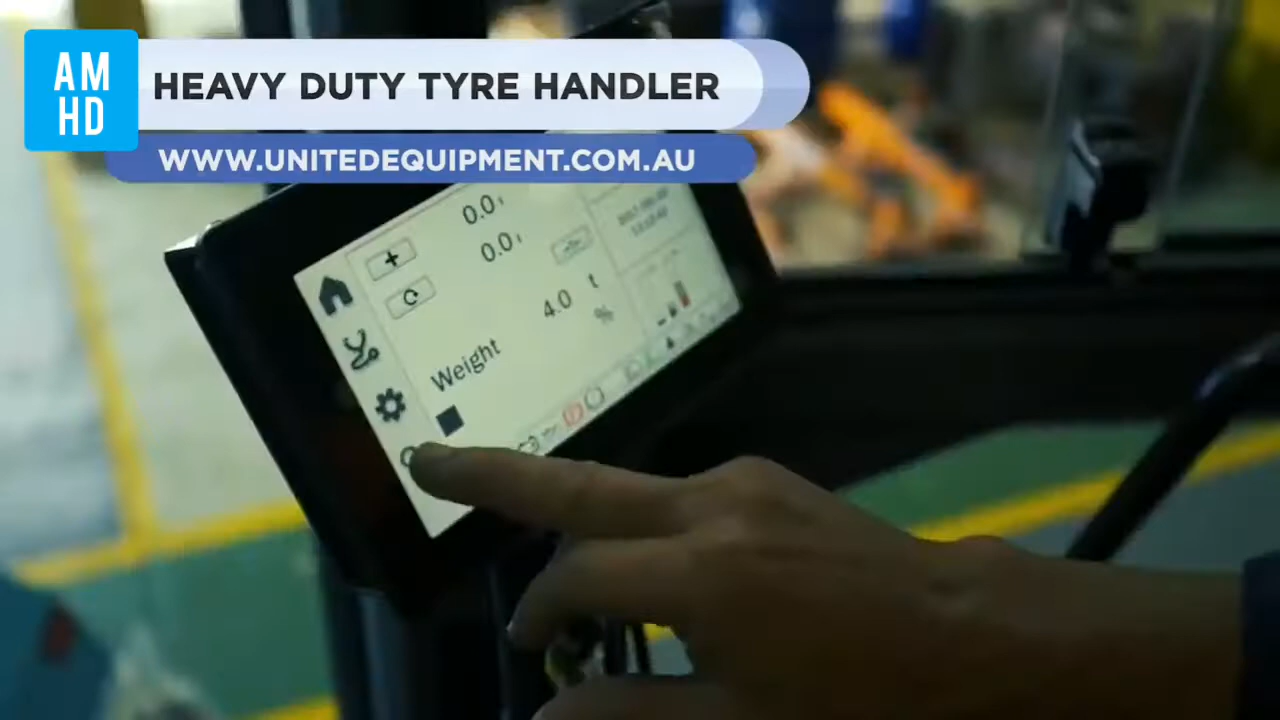 AM
HD
HEAVY DUTY TYRE HANDLER
WWW.UNITEDEQUIPMENT.COM.AU
0.0 t
+
0.0 t
4.0 t
%
Weight